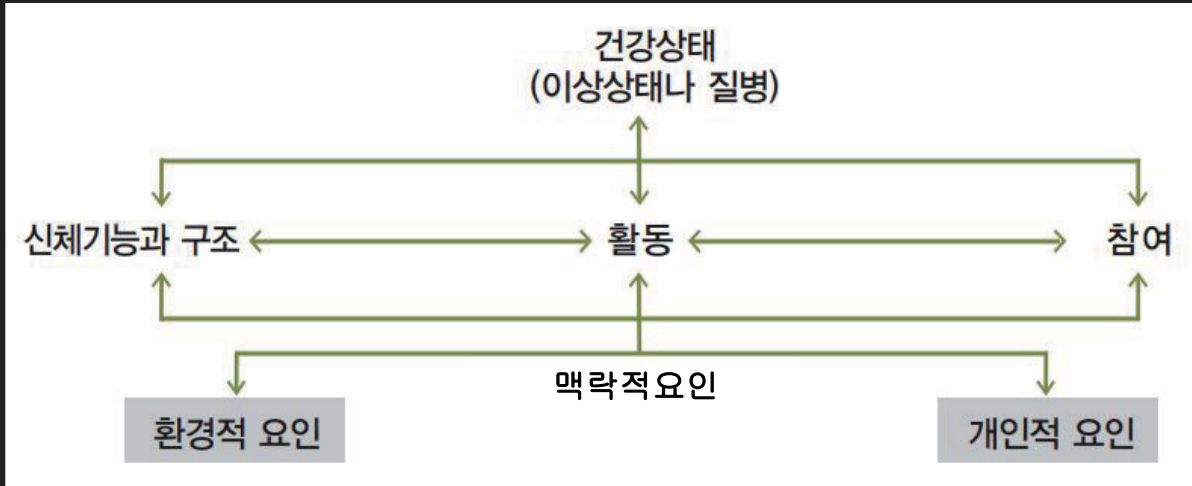 건강상태
(이상상태나 질병)
신체기능과 구조 활동 참여
맥락적요인
환경적 요인 개인적 요인